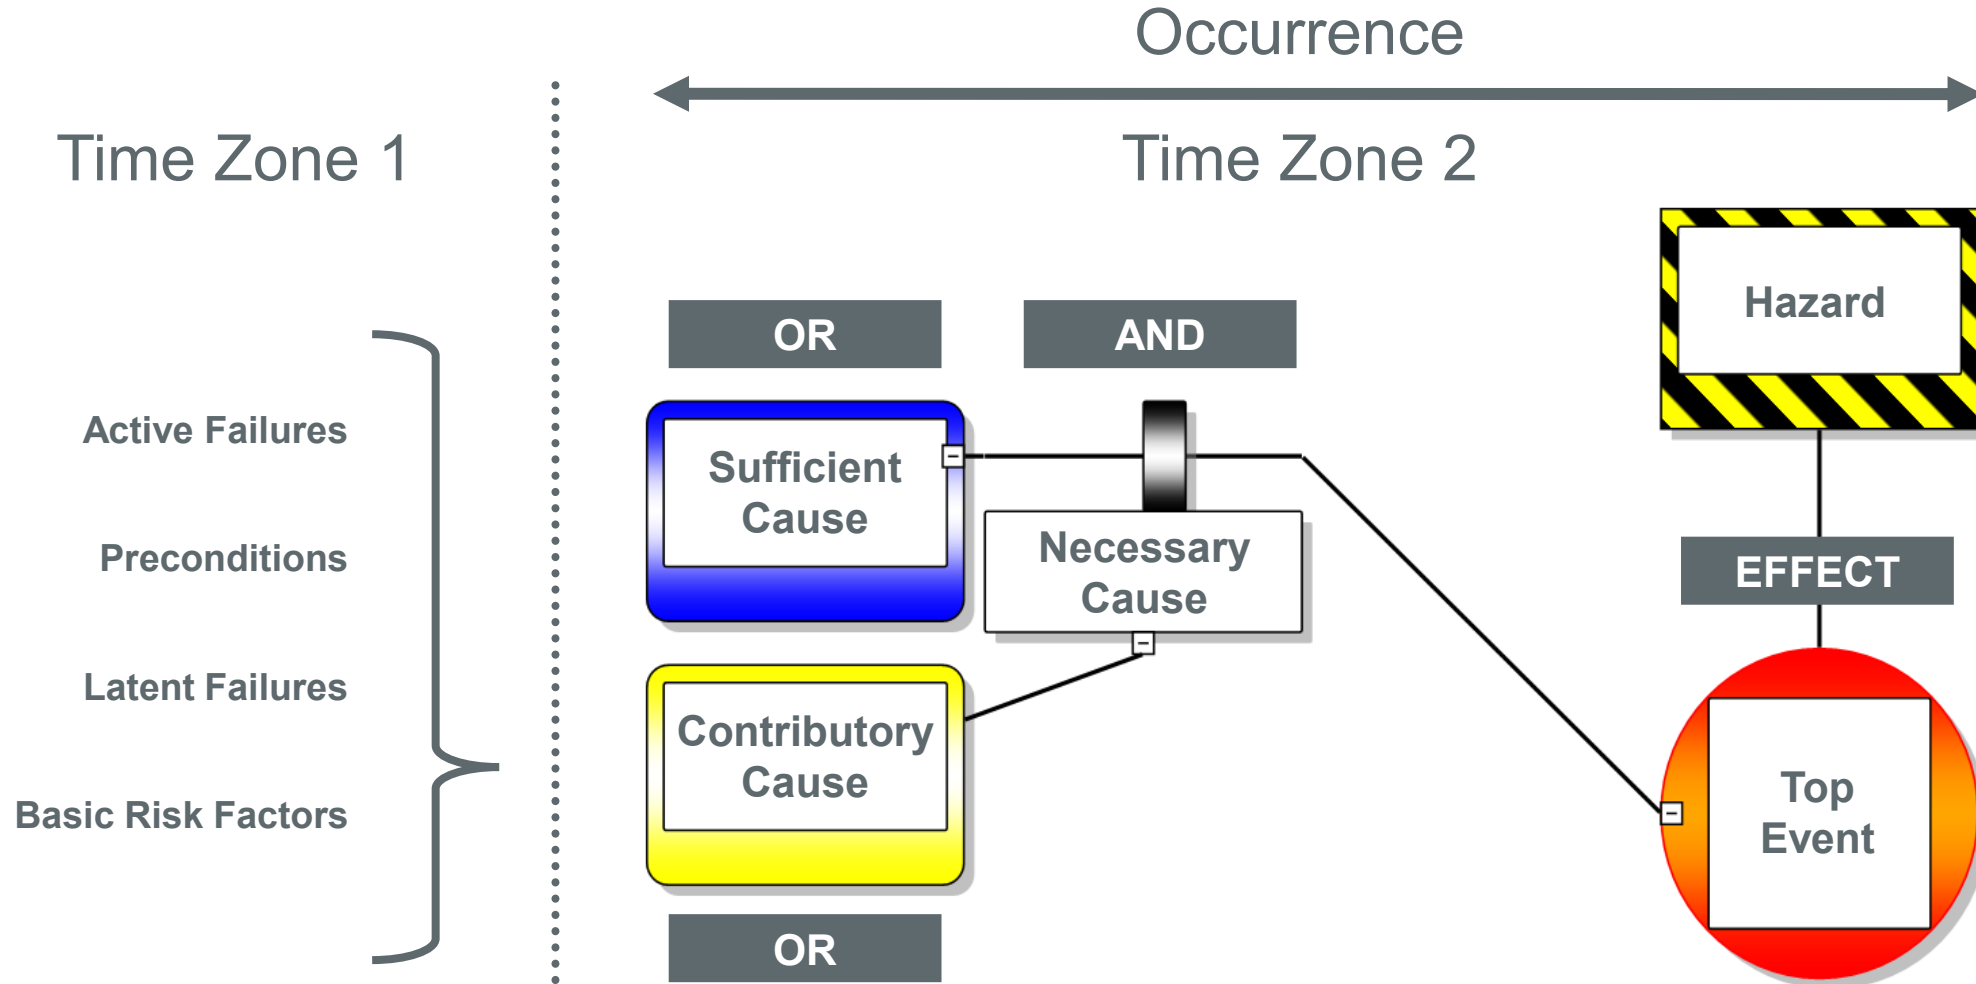 Occurrence
Time Zone 1
Time Zone 2
Hazard
OR
AND
Active Failures
Sufficient
Cause
Preconditions
Necessary
Cause
EFFECT
Latent Failures
Contributory
Cause
Basic Risk Factors
Top
Event
OR